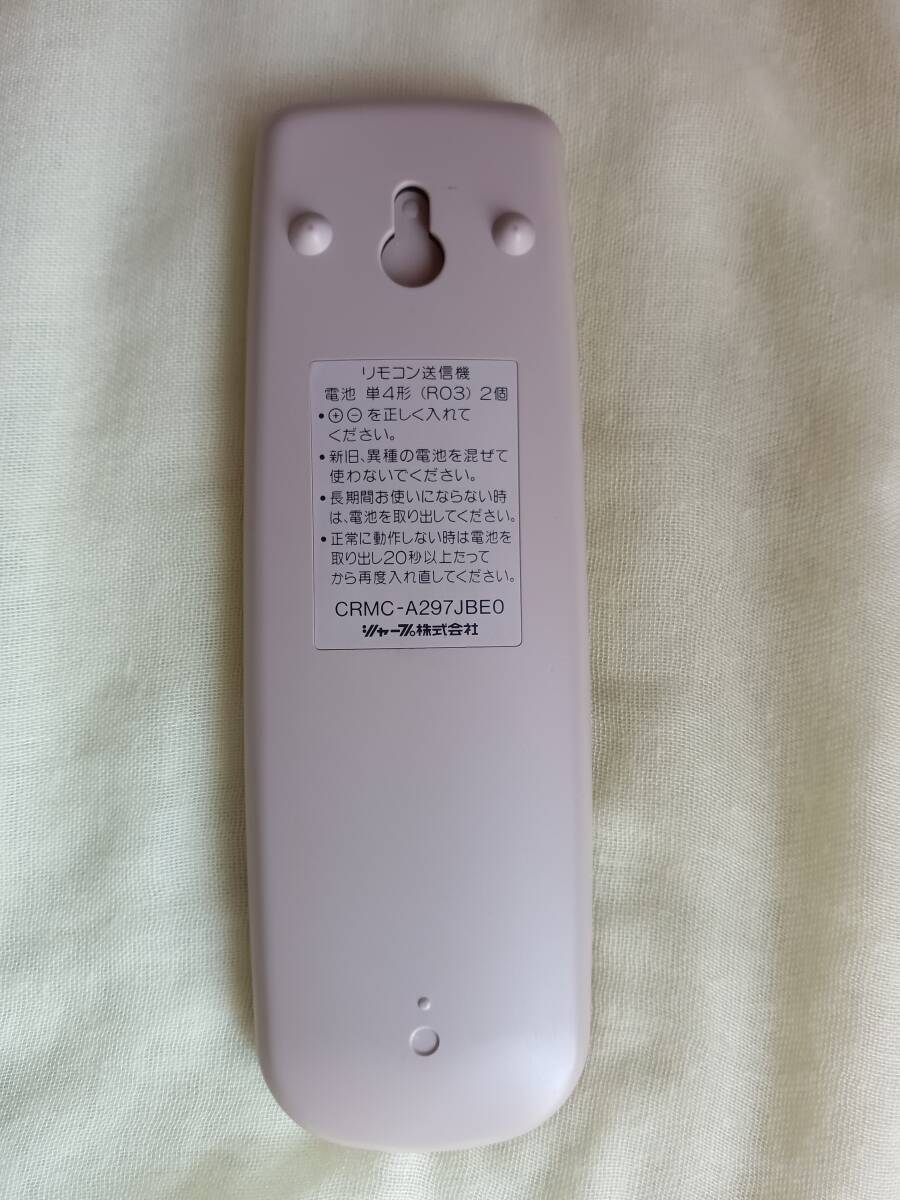 リモコン送信機
電池 単4形 (R03) 2個
• ⊕⊖を正しく入れて
ください。
• 新旧、異種の電池を混ぜて
使わないでください。
• 長期間お使いにならない時
は、電池を取り出してください。
• 正常に動作しない時は電池を
取り出し20秒以上たって
から再度入れ直してください。
CRMC-A297JBE0
シャープ株式会社